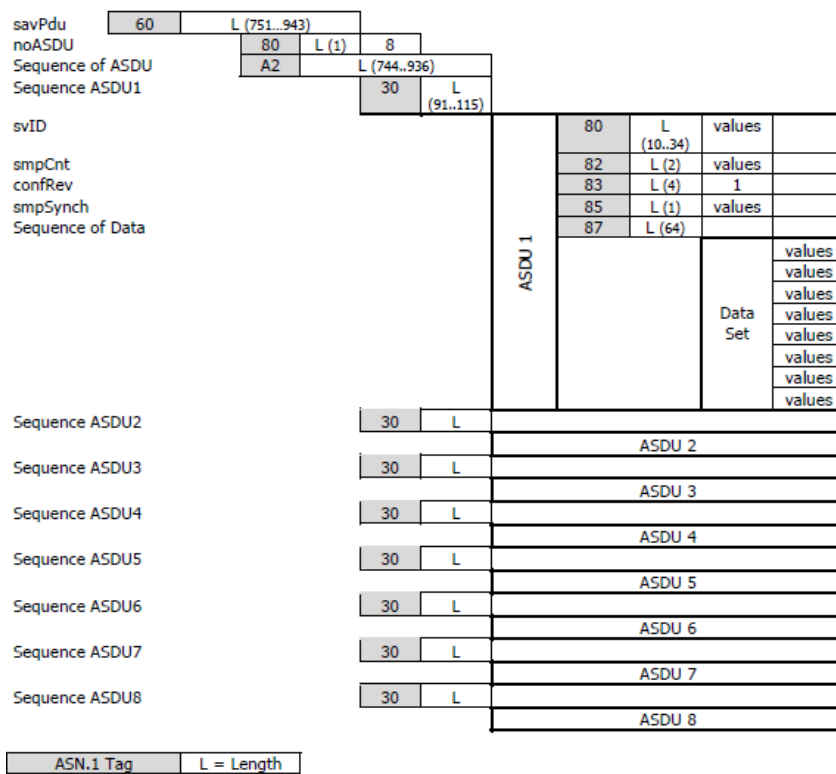 savPdu 60 L (751...943)
noASDU 80 L (1) 8
Sequence of ASDU A2 L (744..936)
Sequence ASDU1 30 L
(91..115)
svID 80 L values
(10..34)
smpCnt 82 L (2) values
confRev 83 L (4) 1
smpSynch 85 L (1) values
Sequence of Data 87 L (64)
ASDU 1
values
values
values
Data values
Set values
values
values
values
Sequence ASDU2 30 L
ASDU 2
Sequence ASDU3 30 L
ASDU 3
Sequence ASDU4 30 L
ASDU 4
Sequence ASDU5 30 L
ASDU 5
Sequence ASDU6 30 L
ASDU 6
Sequence ASDU7 30 L
ASDU 7
Sequence ASDU8 30 L
ASDU 8
ASN.1 Tag L = Length